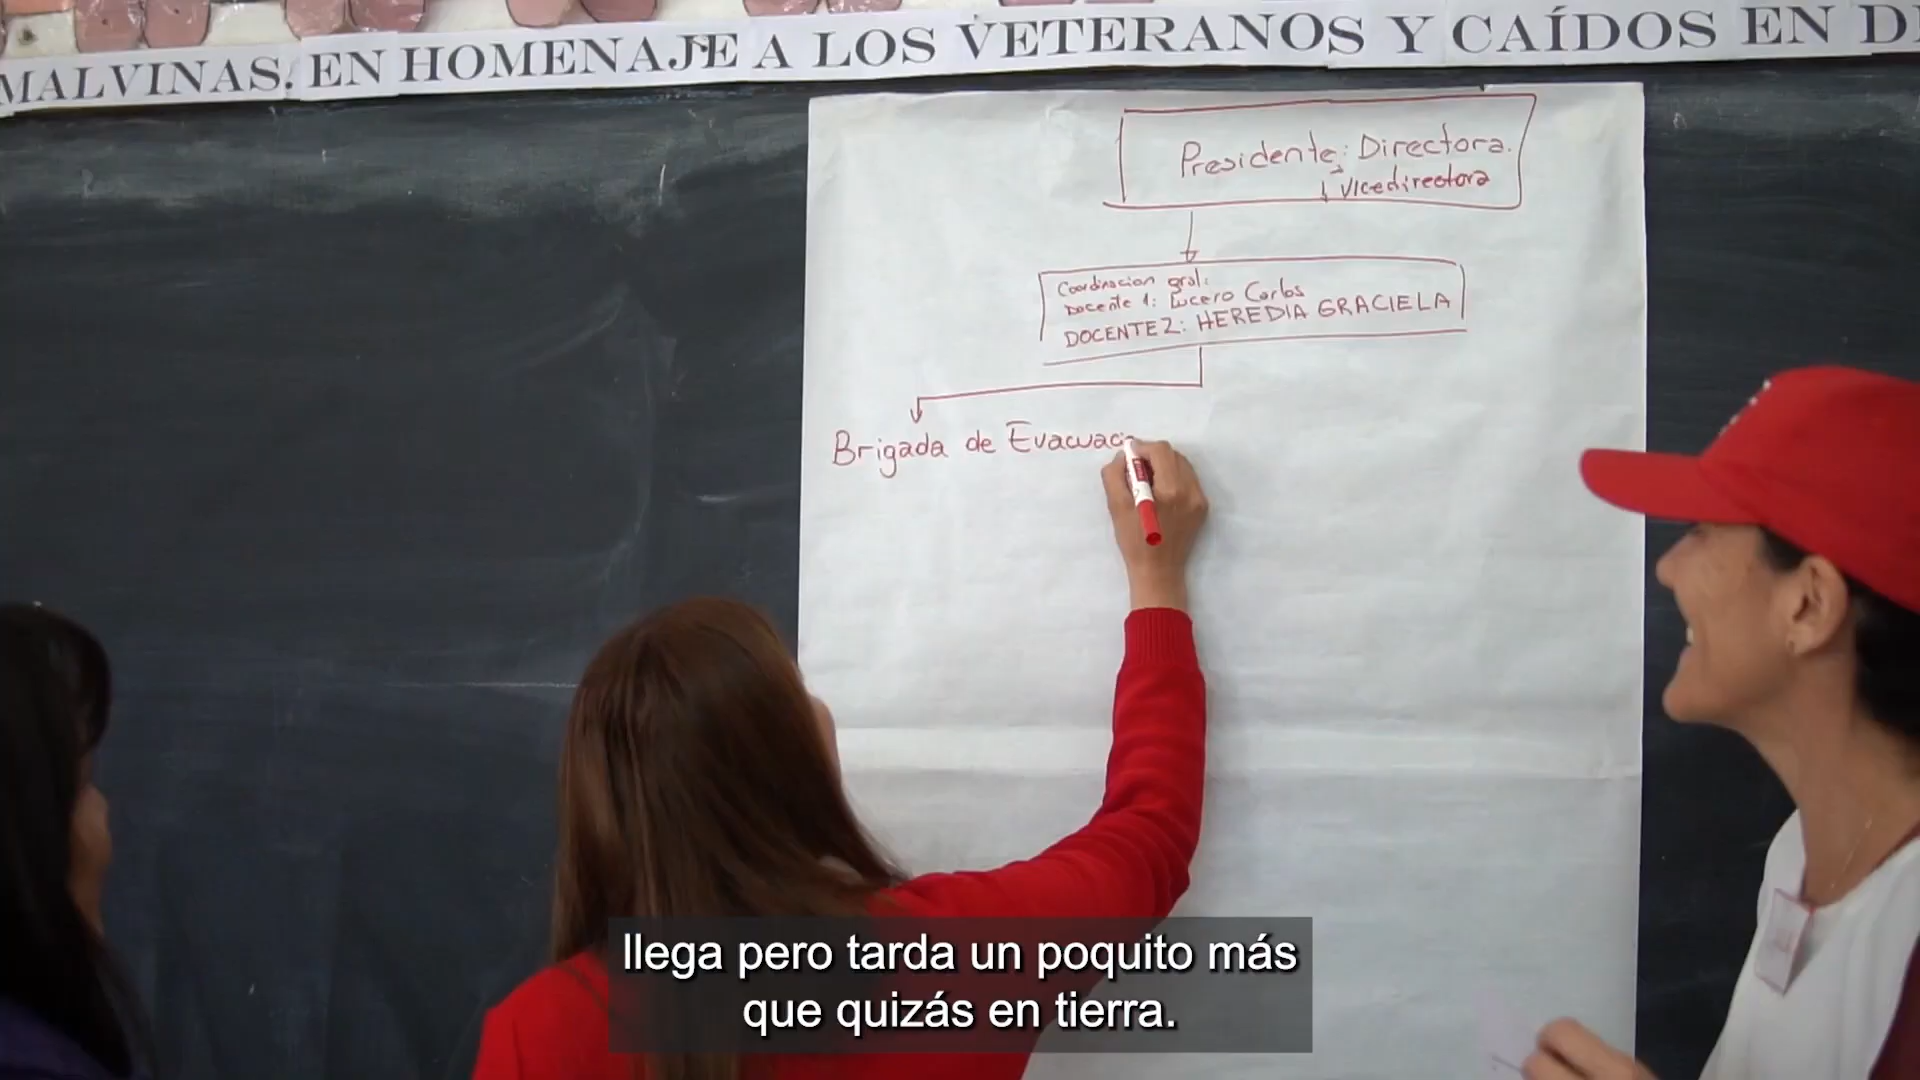 MALVINAS. EN HOMENAJE A LOS VETERANOS Y CAÍDOS EN
Presidente: Directora.
Vicedirectora
Coordinacion gral:
Docente 1: Lucero Carlos
DOCENTE 2: HEREDIA GRACIELA
Brigada de Evacuacio
llega pero tarda un poquito más
que quizás en tierra.